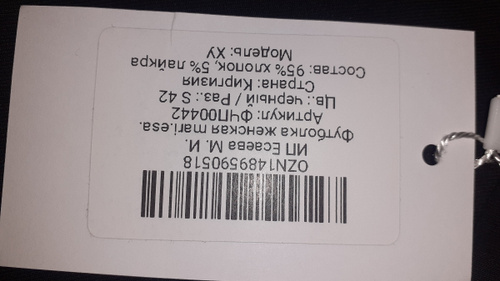 OZN1489590518
ИП Есаева М. И.
Футболка женская mari.esa.
Артикул: ФЧП00442
Цв.: черный / Раз.: S 42
Страна: Киргизия
Состав: 95% хлопок, 5% лайкра
Модель: ХУ